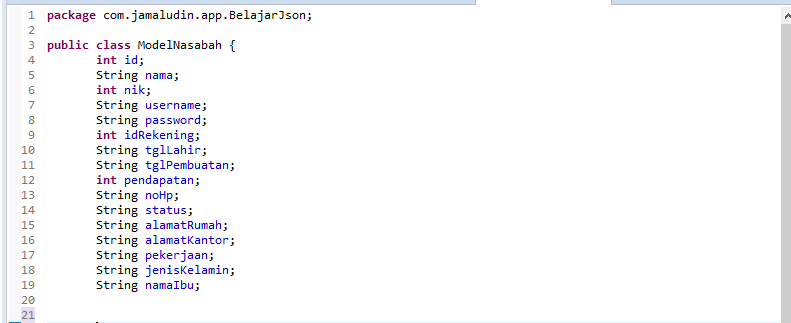 1 package com.jamaludin.app.BelajarJson;
2
3 public class ModelNasabah {
4 int id;
5 String nama;
6 int nik;
7 String username;
8 String password;
9 int idRekening;
10 String tglLahir;
11 String tglPembuatan;
12 int pendapatan;
13 String noHp;
14 String status;
15 String alamatRumah;
16 String alamatKantor;
17 String pekerjaan;
18 String jenisKelamin;
19 String namaIbu;
20
21